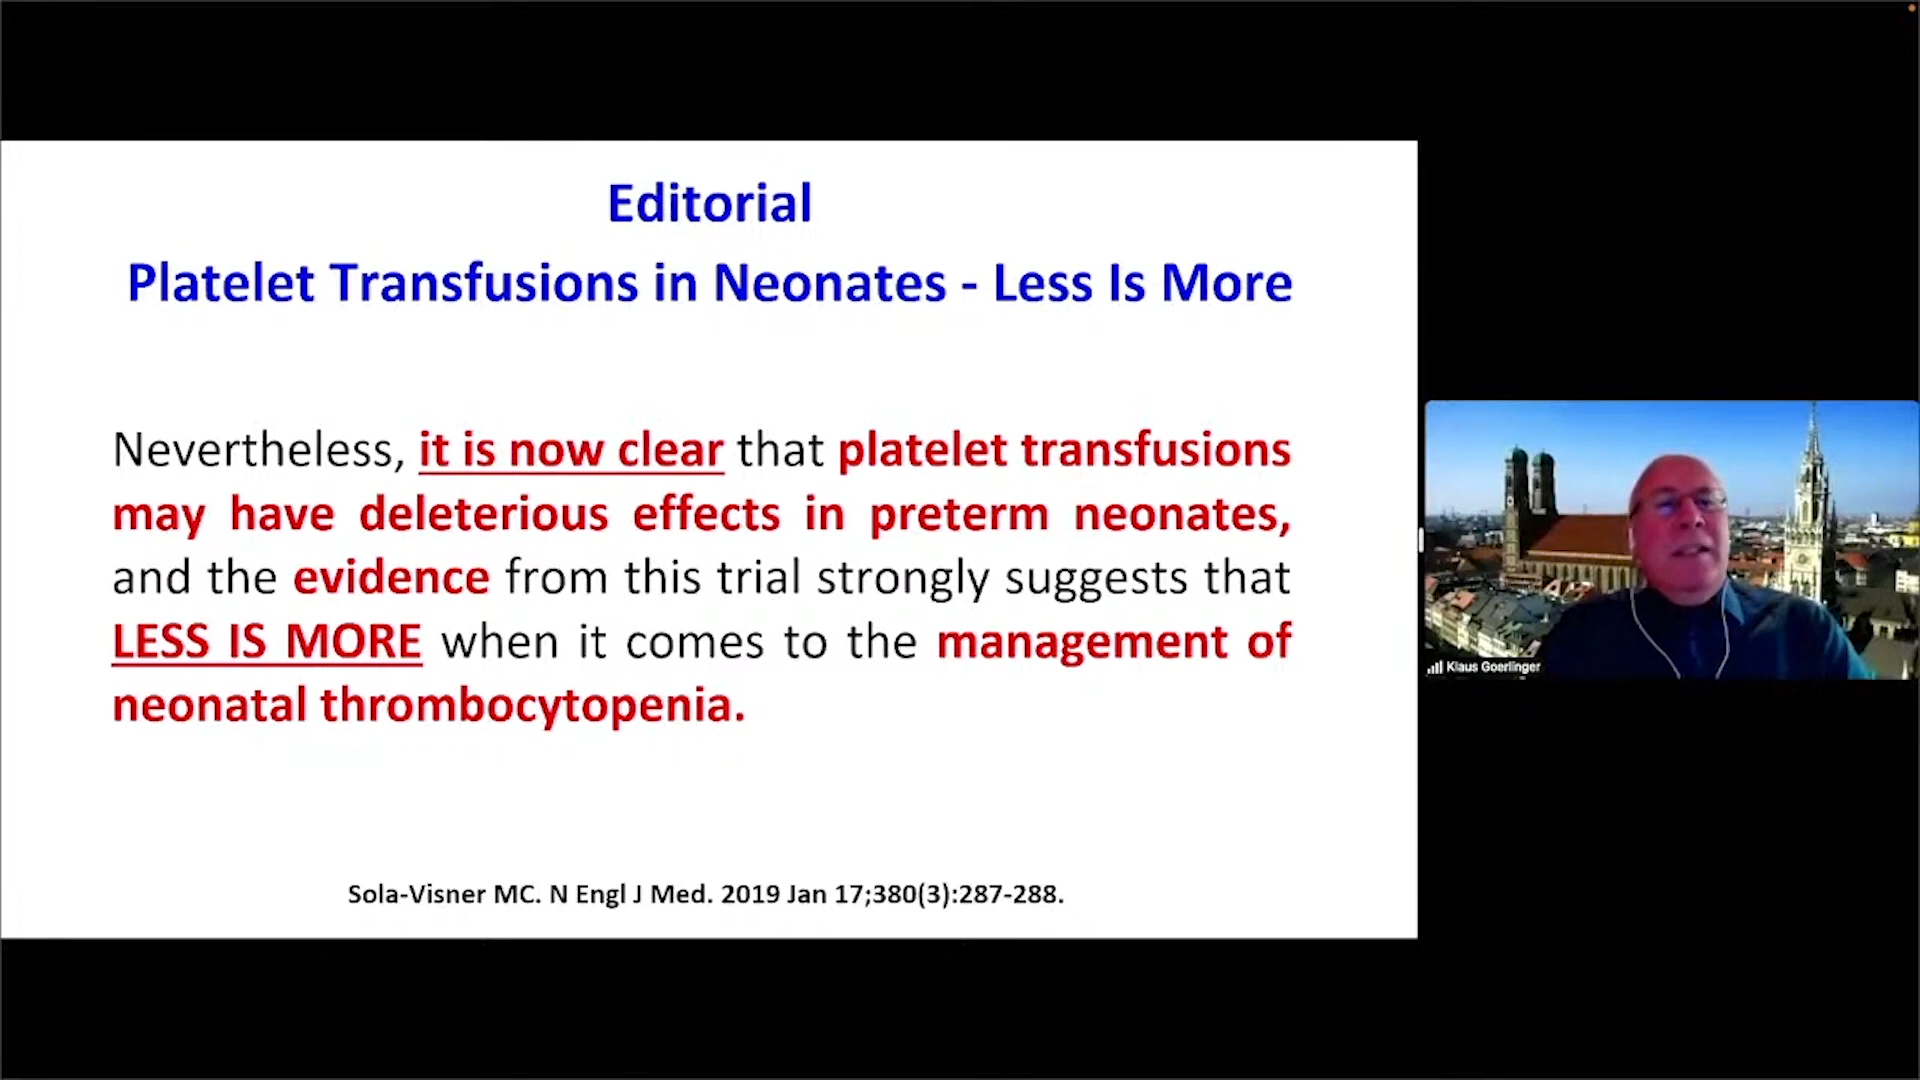 Editorial
Platelet Transfusions in Neonates - Less Is More
Nevertheless, it is now clear that platelet transfusions
may have deleterious effects in preterm neonates,
and the evidence from this trial strongly suggests that
LESS IS MORE when it comes to the management of
neonatal thrombocytopenia.
Sola-Visner MC. N Engl J Med. 2019 Jan 17;380(3):287-288.
Klaus Goerlinger